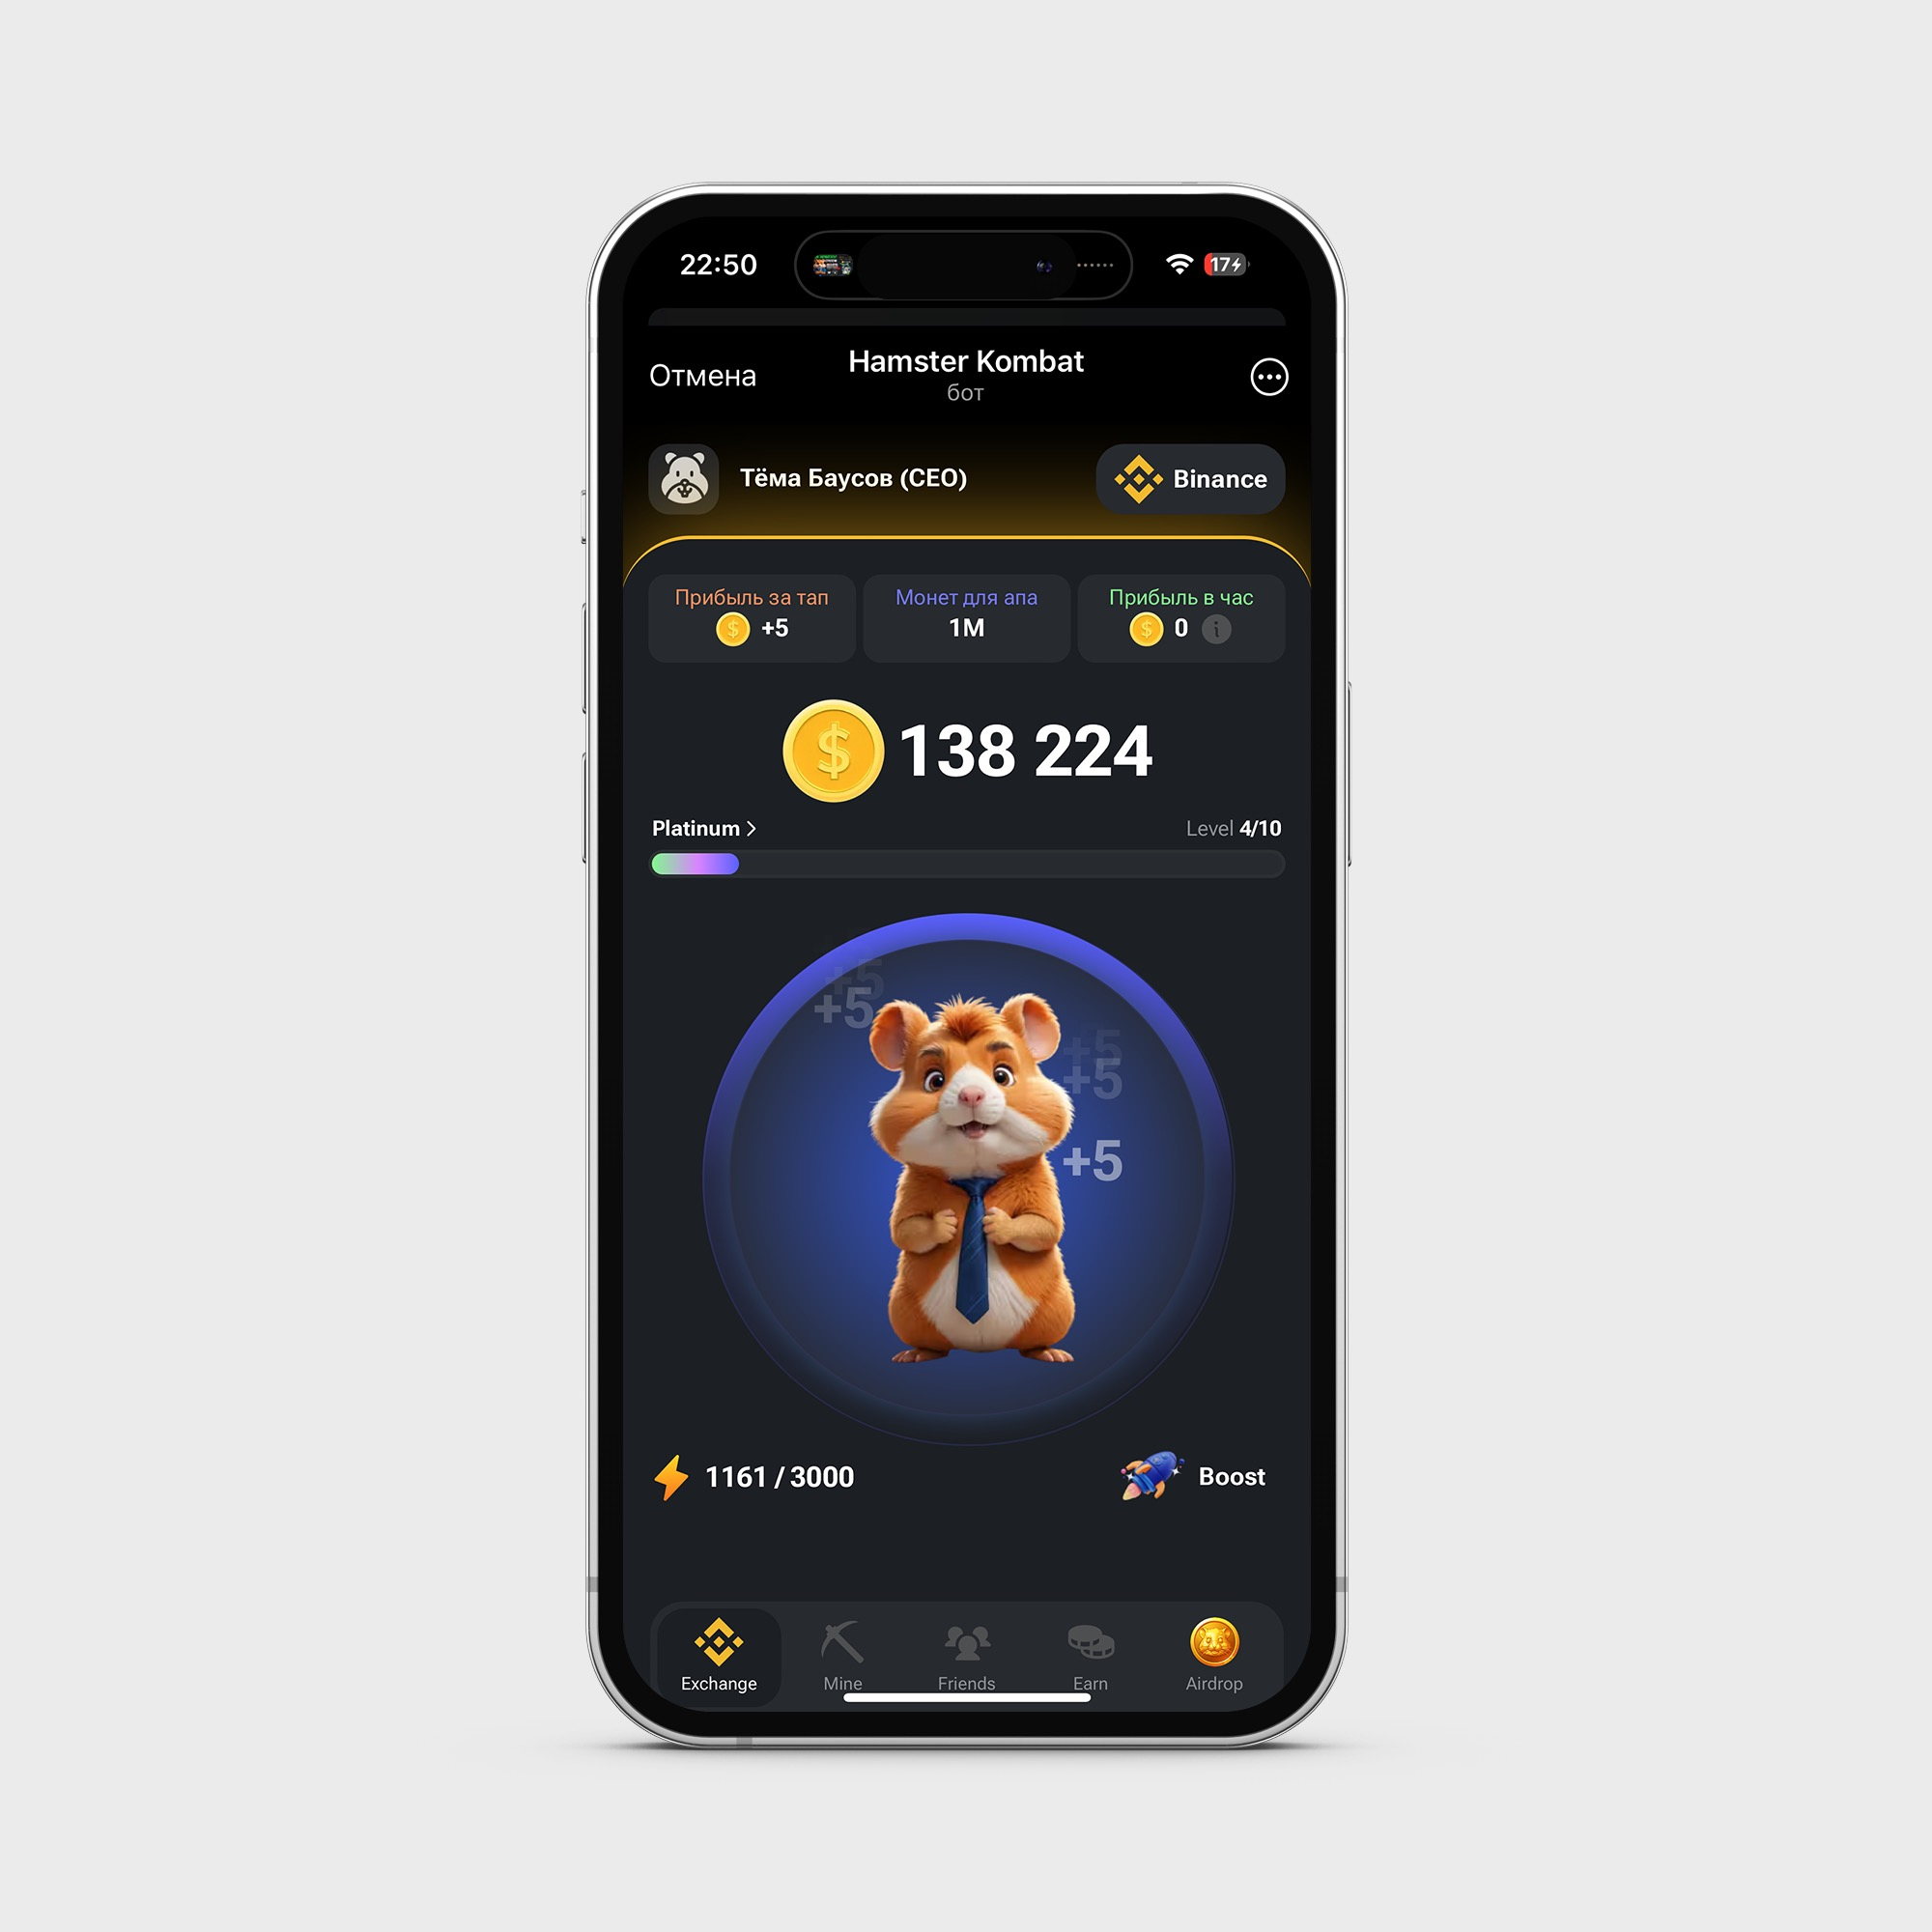 22:50
17
Отмена
Hamster Kombat
бот
Тёма Баусов (CEO)
Binance
Прибыль за тап
+5
Монет для апа
1M
Прибыль в час
0
138 224
Platinum
Level 4/10
+5
+5
+5
+5
+5
1161 / 3000
Boost
Exchange
Mine
Friends
Earn
Airdrop